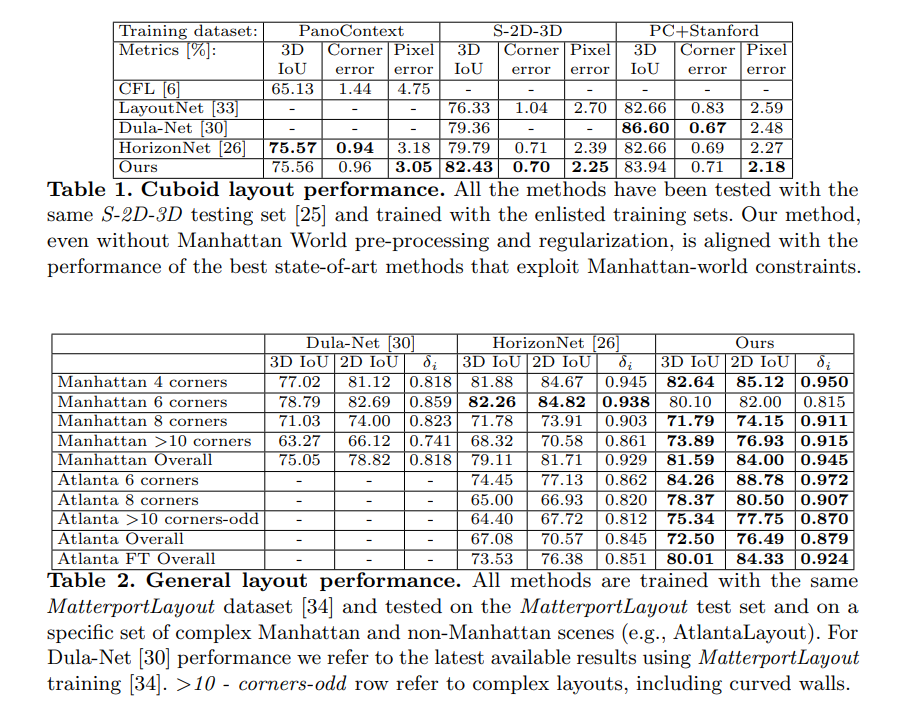 Training dataset: PanoContext S-2D-3D PC+Stanford
Metrics [%]: 3D Corner Pixel 3D Corner Pixel 3D Corner Pixel
IoU error error IoU error error IoU error error
CFL [6] 65.13 1.44 4.75 - - - - - -
LayoutNet [33] - - - 76.33 1.04 2.70 82.66 0.83 2.59
Dula-Net [30] - - - 79.36 - - 86.60 0.67 2.48
HorizonNet [26] 75.57 0.94 3.18 79.79 0.71 2.39 82.66 0.69 2.27
Ours 75.56 0.96 3.05 82.43 0.70 2.25 83.94 0.71 2.18
Table 1. Cuboid layout performance. All the methods have been tested with the
same S-2D-3D testing set [25] and trained with the enlisted training sets. Our method,
even without Manhattan World pre-processing and regularization, is aligned with the
performance of the best state-of-art methods that exploit Manhattan-world constraints.
Dula-Net [30] HorizonNet [26] Ours
3D IoU 2D IoU δi 3D IoU 2D IoU δi 3D IoU 2D IoU δi
Manhattan 4 corners 77.02 81.12 0.818 81.88 84.67 0.945 82.64 85.12 0.950
Manhattan 6 corners 78.79 82.69 0.859 82.26 84.82 0.938 80.10 82.00 0.815
Manhattan 8 corners 71.03 74.00 0.823 71.78 73.91 0.903 71.79 74.15 0.911
Manhattan >10 corners 63.27 66.12 0.741 68.32 70.58 0.861 73.89 76.93 0.915
Manhattan Overall 75.05 78.82 0.818 79.11 81.71 0.929 81.59 84.00 0.945
Atlanta 6 corners - - - 74.45 77.13 0.862 84.26 88.78 0.972
Atlanta 8 corners - - - 65.00 66.93 0.820 78.37 80.50 0.907
Atlanta >10 corners-odd - - - 64.40 67.72 0.812 75.34 77.75 0.870
Atlanta Overall - - - 67.08 70.57 0.845 72.50 76.49 0.879
Atlanta FT Overall - - - 73.53 76.38 0.851 80.01 84.33 0.924
Table 2. General layout performance. All methods are trained with the same
MatterportLayout dataset [34] and tested on the MatterportLayout test set and on a
specific set of complex Manhattan and non-Manhattan scenes (e.g., AtlantaLayout). For
Dula-Net [30] performance we refer to the latest available results using MatterportLayout
training [34]. >10 - corners-odd row refer to complex layouts, including curved walls.